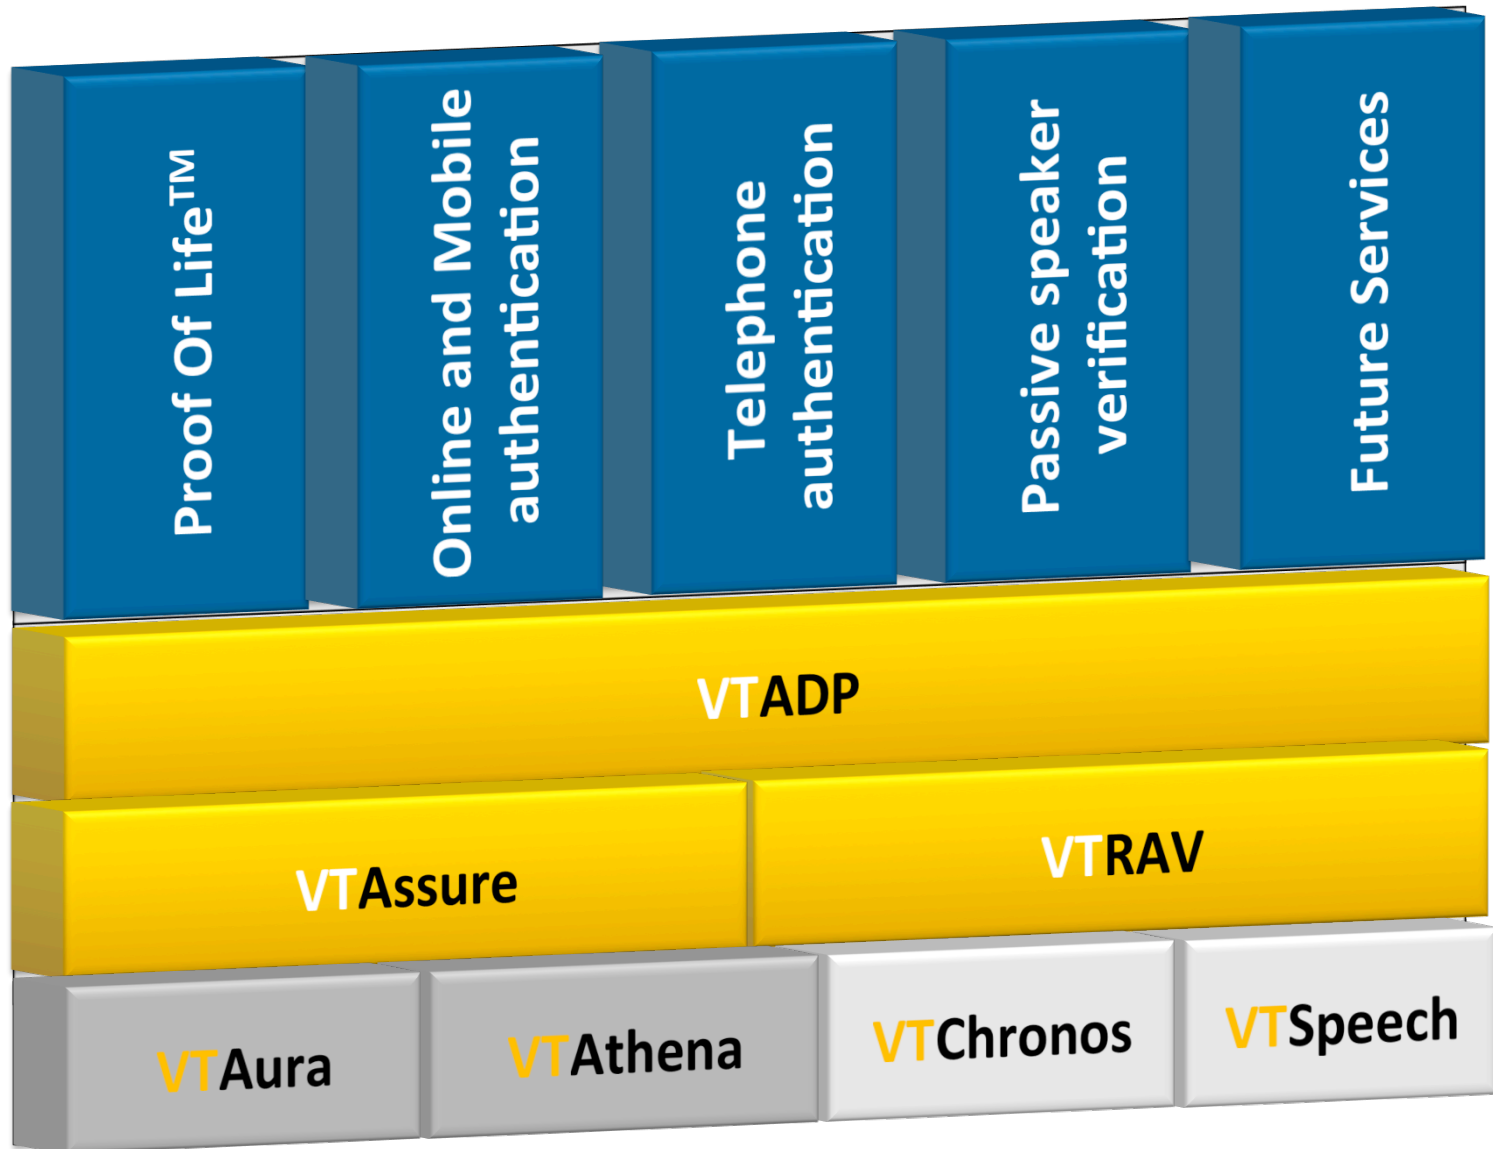 Proof Of Life™
Online and Mobile
authentication
Telephone
authentication
Passive speaker
verification
Future Services
VTADP
VTAssure
VTRAV
VTAura
VTAthena
VTChronos
VTSpeech